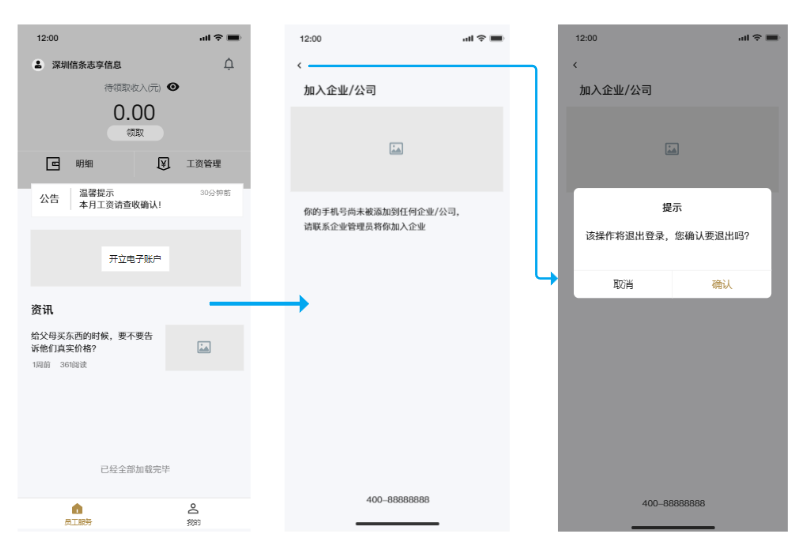 12:00
深圳信条志享信息
待领取收入(元)
0.00
领取
明细
工资管理
公告
温馨提示
30分钟前
本月工资请查收确认!
开立电子账户
资讯
给父母买东西的时候，要不要告
诉他们真实价格?
1周前 361阅读
已经全部加载完毕
员工服务
我的
12:00
加入企业/公司
你的手机号尚未被添加到任何企业/公司,
请联系企业管理员将你加入企业
400-88888888
12:00
加入企业/公司
提示
该操作将退出登录，您确认要退出吗?
取消
确认
400-88888888